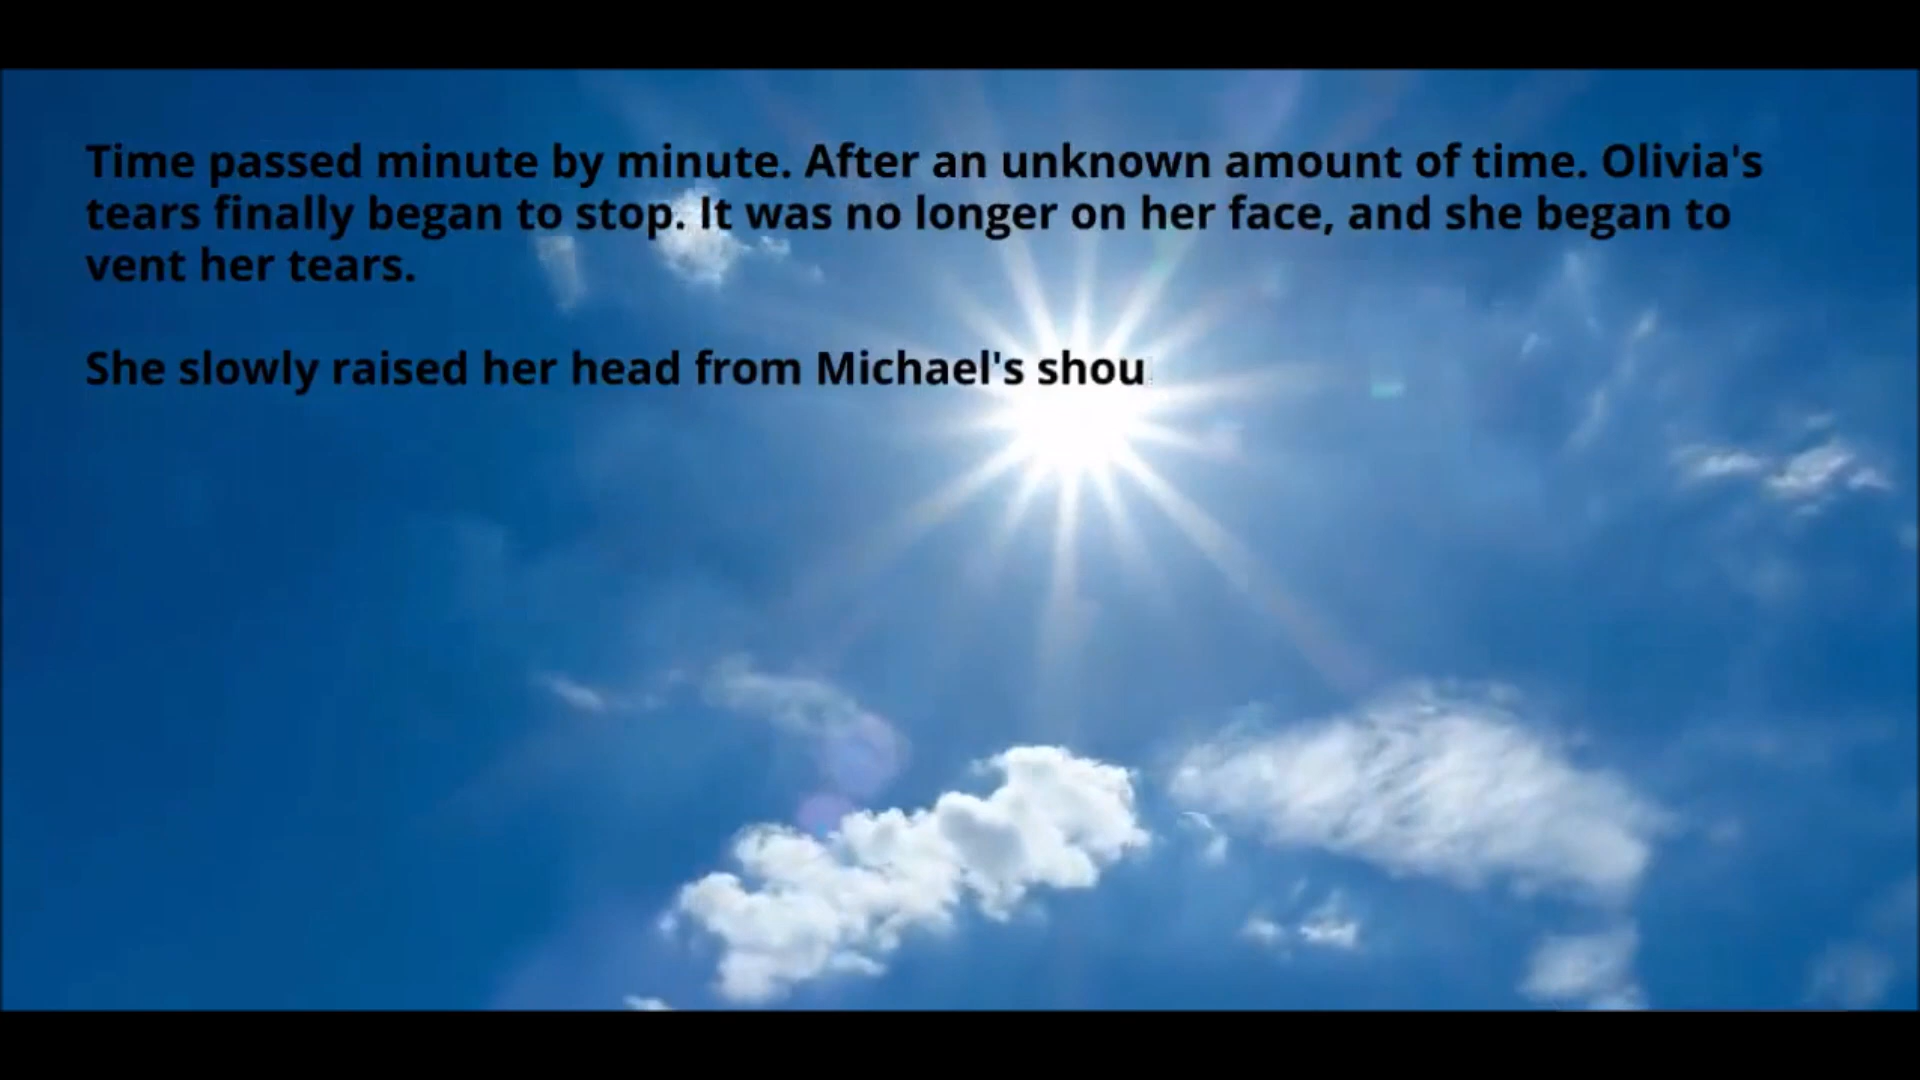 Time passed minute by minute. After an unknown amount of time. Olivia's
tears finally began to stop. It was no longer on her face, and she began to
vent her tears.
She slowly raised her head from Michael's shou